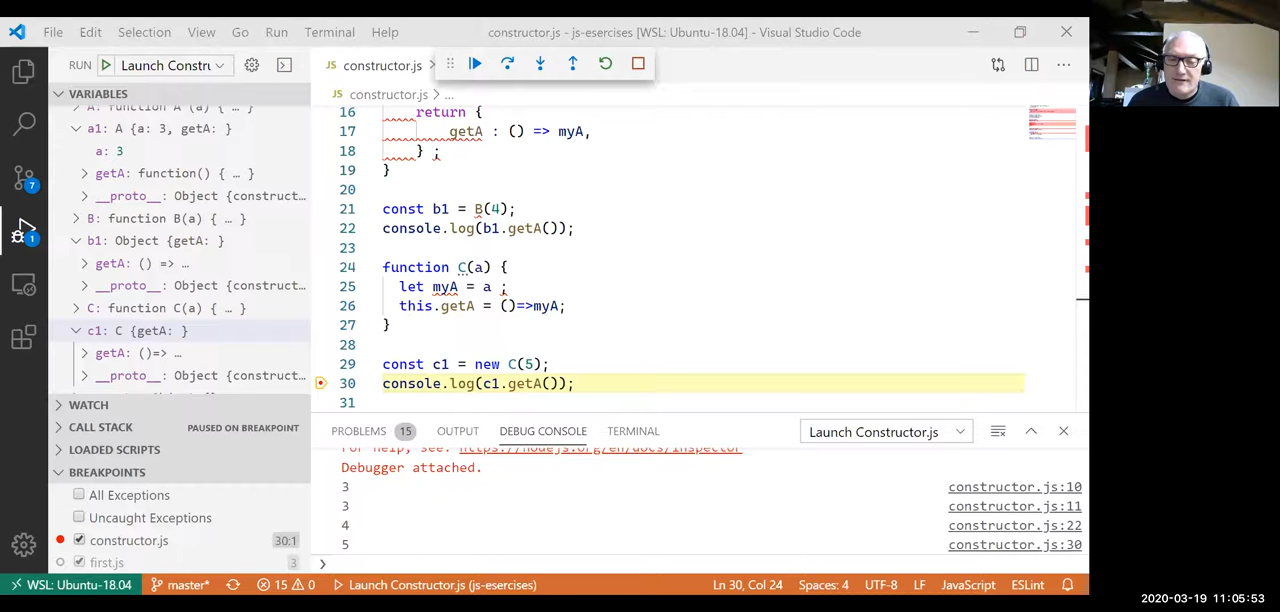 File Edit Selection View Go Run Terminal Help constructor.js - js-esercises [WSL: Ubuntu-18.04] - Visual Studio Code
RUN Launch Constru
VARIABLES
A: function A (a) { … }
a1: A {a: 3, getA: }
a: 3
getA: function() { … }
__proto__: Object {construct…
B: function B(a) { … }
b1: Object {getA: }
getA: () => …
__proto__: Object {construct…
C: function C(a) { … }
c1: C {getA: }
getA: ()=> …
__proto__: Object {construct…
WATCH
CALL STACK PAUSED ON BREAKPOINT
LOADED SCRIPTS
BREAKPOINTS
All Exceptions
Uncaught Exceptions
constructor.js 30:1
first.js 3
7
1
JS constructor.js
JS constructor.js > ...
16 return {
17 getA : () => myA,
18 } ;
19 }
20
21 const b1 = B(4);
22 console.log(b1.getA());
23
24 function C(a) {
25 let myA = a ;
26 this.getA = ()=>myA;
27 }
28
29 const c1 = new C(5);
30 console.log(c1.getA());
31
PROBLEMS 15 OUTPUT DEBUG CONSOLE TERMINAL Launch Constructor.js
For help, see: https://nodejs.org/en/docs/inspector
Debugger attached.
3 constructor.js:10
3 constructor.js:11
4 constructor.js:22
5 constructor.js:30
WSL: Ubuntu-18.04 master* 15 0 Launch Constructor.js (js-esercises) Ln 30, Col 24 Spaces: 4 UTF-8 LF JavaScript ESLint
2020-03-19 11:05:53